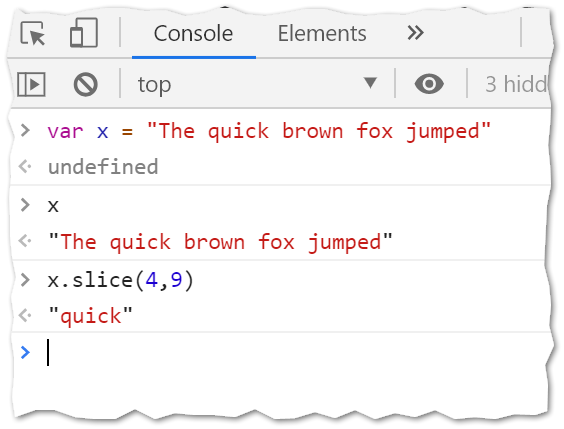 Console Elements
top 3 hidd
var x = "The quick brown fox jumped"
undefined
x
"The quick brown fox jumped"
x.slice(4,9)
"quick"